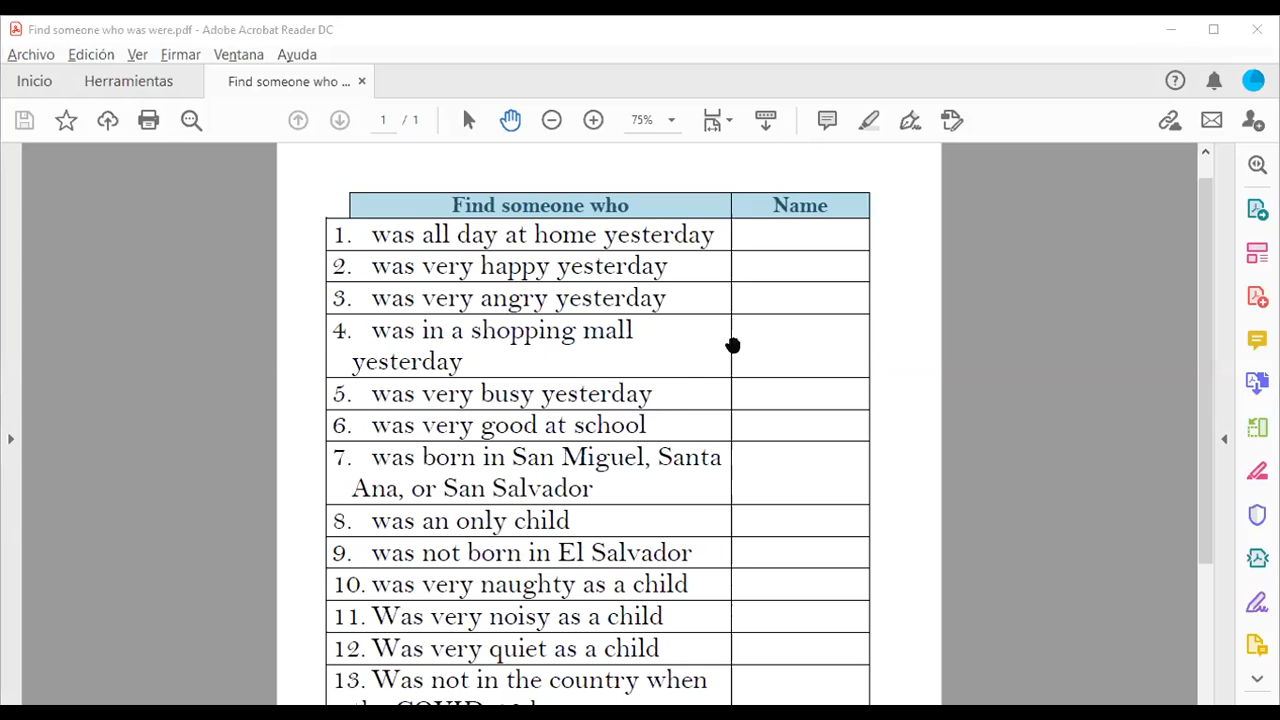 Find someone who was were.pdf - Adobe Acrobat Reader DC
Archivo Edición Ver Firmar Ventana Ayuda
Inicio Herramientas Find someone who ... ×
1 / 1 75%
Find someone who Name
1. was all day at home yesterday
2. was very happy yesterday
3. was very angry yesterday
4. was in a shopping mall
yesterday
5. was very busy yesterday
6. was very good at school
7. was born in San Miguel, Santa
Ana, or San Salvador
8. was an only child
9. was not born in El Salvador
10. was very naughty as a child
11. Was very noisy as a child
12. Was very quiet as a child
13. Was not in the country when